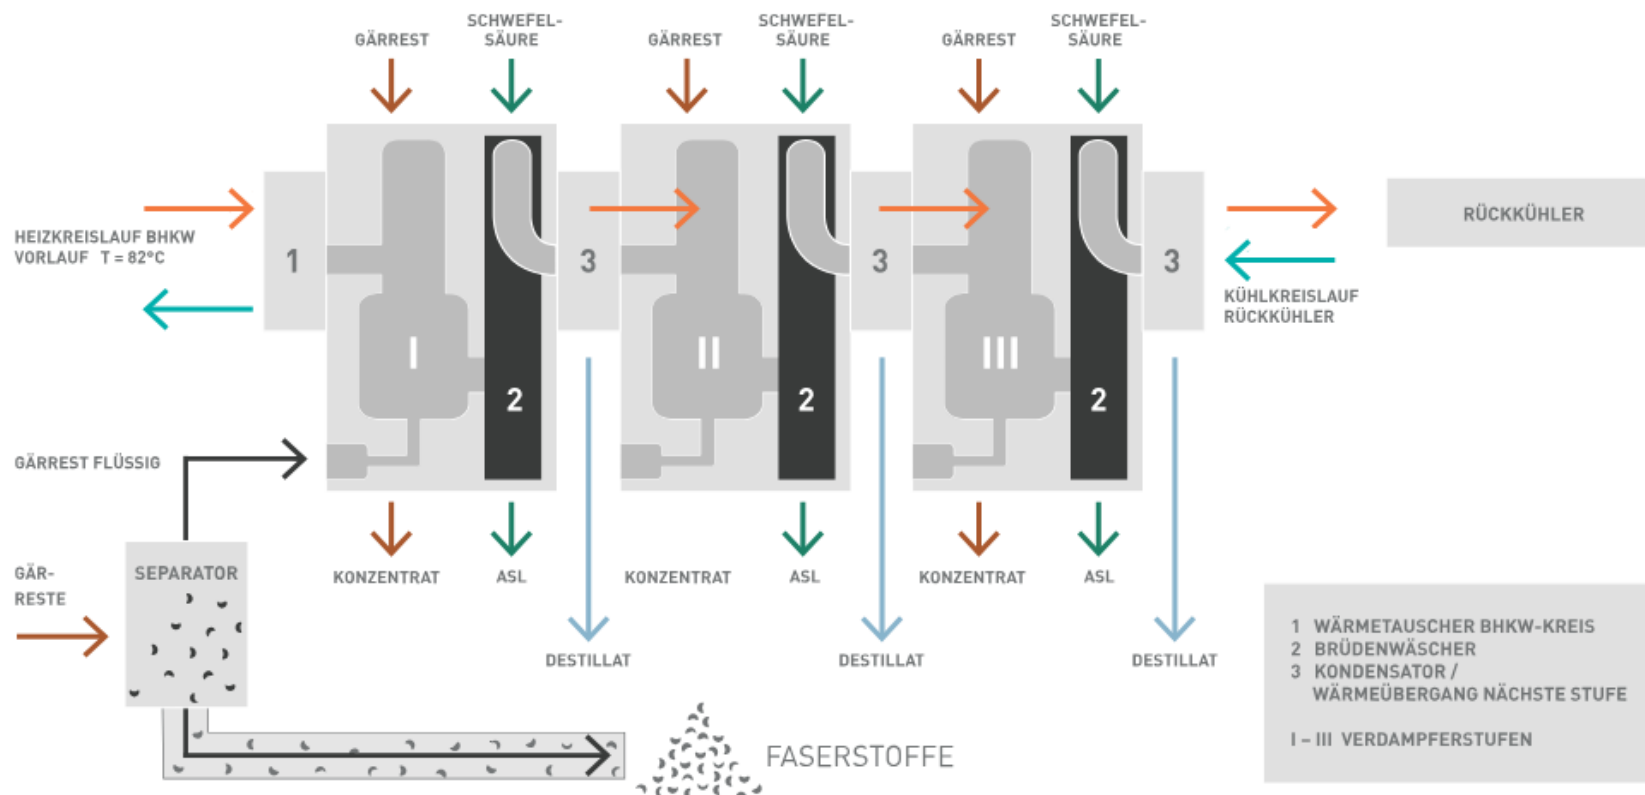 GÄRREST
SCHWEFEL-
SÄURE
GÄRREST
SCHWEFEL-
SÄURE
GÄRREST
SCHWEFEL-
SÄURE
HEIZKREISLAUF BHKW
VORLAUF T = 82°C
1
I
2
3
II
2
3
III
2
3
RÜCKKÜHLER
KÜHLKREISLAUF
RÜCKKÜHLER
GÄRREST FLÜSSIG
GÄR-
RESTE
SEPARATOR
KONZENTRAT
ASL
KONZENTRAT
ASL
KONZENTRAT
ASL
DESTILLAT
DESTILLAT
DESTILLAT
FASERSTOFFE
1 WÄRMETAUSCHER BHKW-KREIS
2 BRÜDENWÄSCHER
3 KONDENSATOR /
WÄRMEÜBERGANG NÄCHSTE STUFE
I – III VERDAMPFERSTUFEN